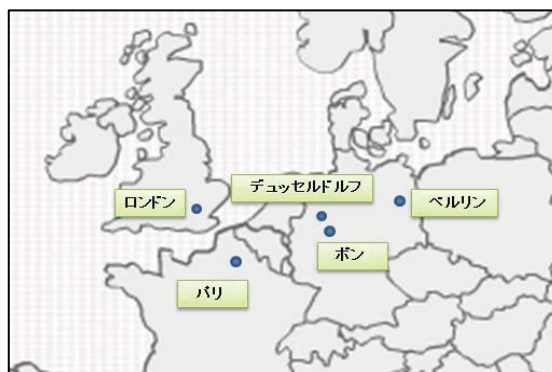 デュッセルドルフ
ロンドン
ベルリン
ボン
パリ